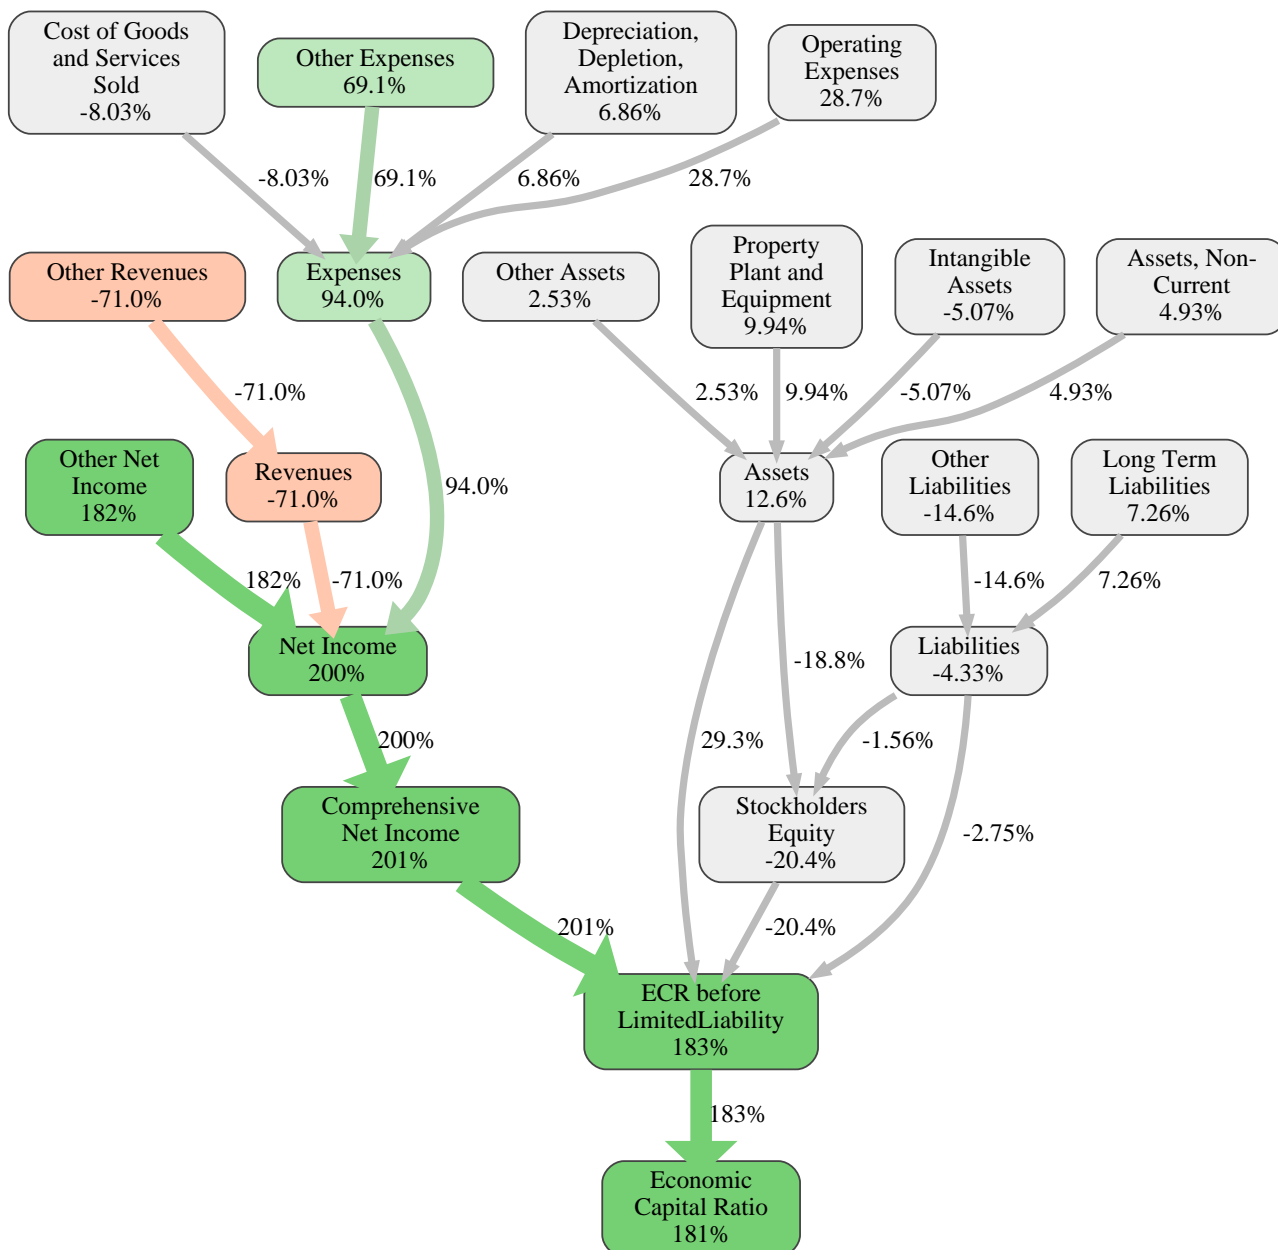 Cost of Goods
and Services
Sold
-8.03%
Other Expenses
69.1%
Depreciation,
Depletion,
Amortization
6.86%
Operating
Expenses
28.7%
-8.03%
69.1%
6.86%
28.7%
Other Revenues
-71.0%
Expenses
94.0%
Other Assets
2.53%
Property
Plant and
Equipment
9.94%
Intangible
Assets
-5.07%
Assets, Non-
Current
4.93%
-71.0%
2.53%
9.94%
-5.07%
4.93%
Other Net
Income
182%
Revenues
-71.0%
94.0%
Assets
12.6%
Other
Liabilities
-14.6%
Long Term
Liabilities
7.26%
182%
-71.0%
-14.6%
7.26%
Net Income
200%
-18.8%
Liabilities
-4.33%
200%
29.3%
-1.56%
Comprehensive
Net Income
201%
Stockholders
Equity
-20.4%
-2.75%
201%
-20.4%
ECR before
LimitedLiability
183%
183%
Economic
Capital Ratio
181%